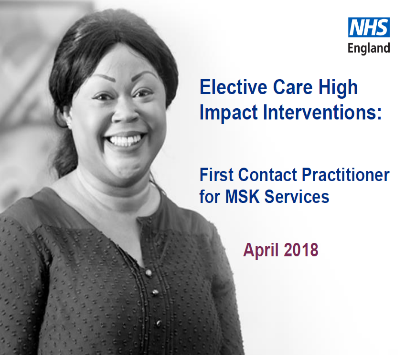 NHS
England
Elective Care High
Impact Interventions:
First Contact Practitioner
for MSK Services
April 2018